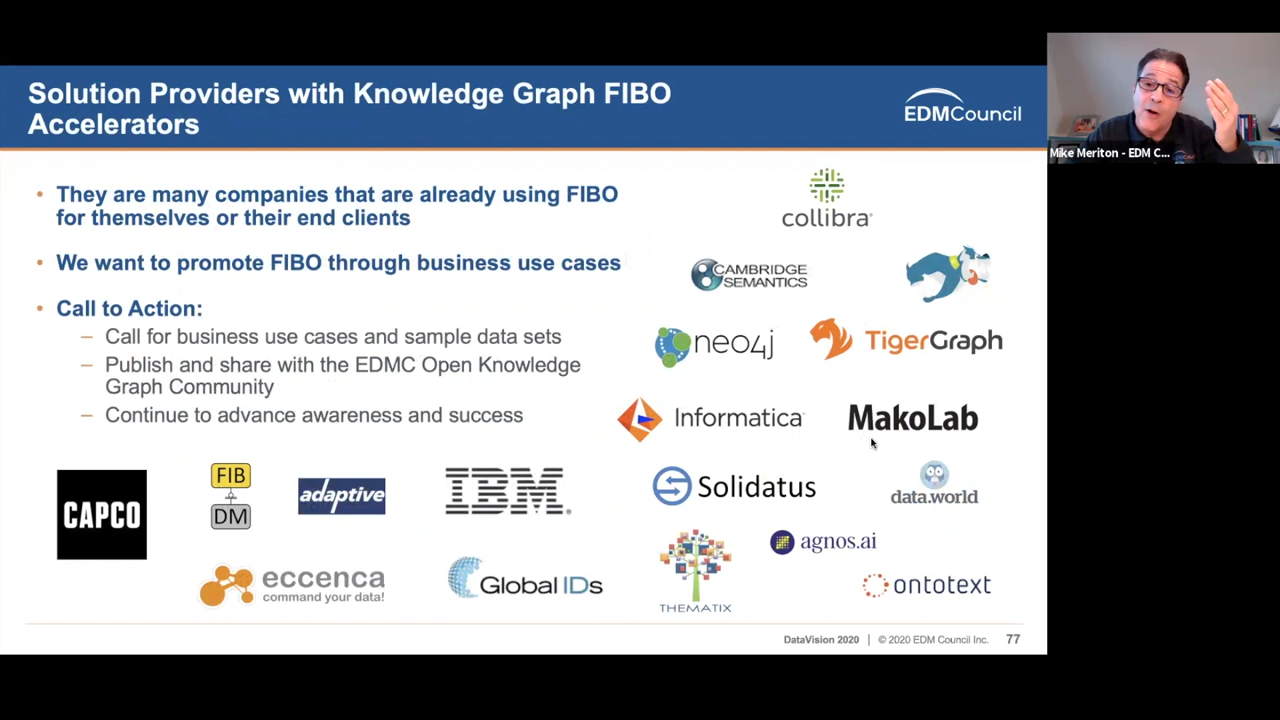 Solution Providers with Knowledge Graph FIBO
Accelerators
EDMCouncil
Mike Meriton - EDM C...
• They are many companies that are already using FIBO
for themselves or their end clients
• We want to promote FIBO through business use cases
• Call to Action:
– Call for business use cases and sample data sets
– Publish and share with the EDMC Open Knowledge
Graph Community
– Continue to advance awareness and success
collibra
CAMBRIDGE
SEMANTICS
neo4j
TigerGraph
Informatica
MakoLab
CAPCO
FIB
DM
adaptive
IBM
Solidatus
data.world
eccenca
command your data!
Global IDs
THEMATIX
agnos.ai
ontotext
DataVision 2020 | © 2020 EDM Council Inc. 77